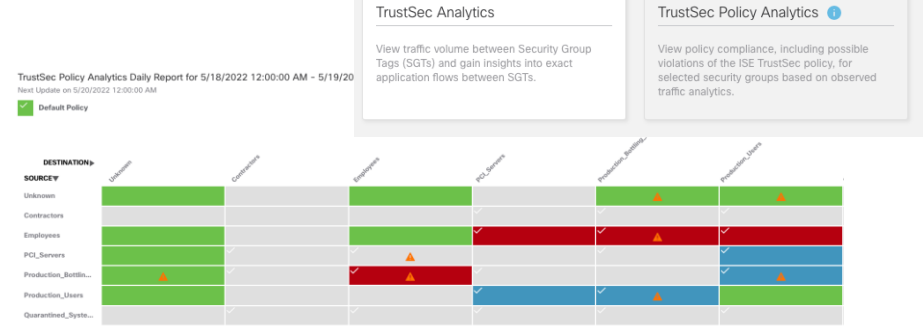 TrustSec Analytics
TrustSec Policy Analytics
View traffic volume between Security Group
Tags (SGTs) and gain insights into exact
application flows between SGTs.
View policy compliance, including possible
violations of the ISE TrustSec policy, for
selected security groups based on observed
traffic analytics.
TrustSec Policy Analytics Daily Report for 5/18/2022 12:00:00 AM - 5/19/20
Next Update on 5/20/2022 12:00:00 AM
Default Policy
DESTINATION
Unknown
Contractors
Employees
PCI_Servers
Production_Bottling_
Production_Users
SOURCE
Unknown
Contractors
Employees
PCI_Servers
Production_Bottlin...
Production_Users
Quarantined_Syste...